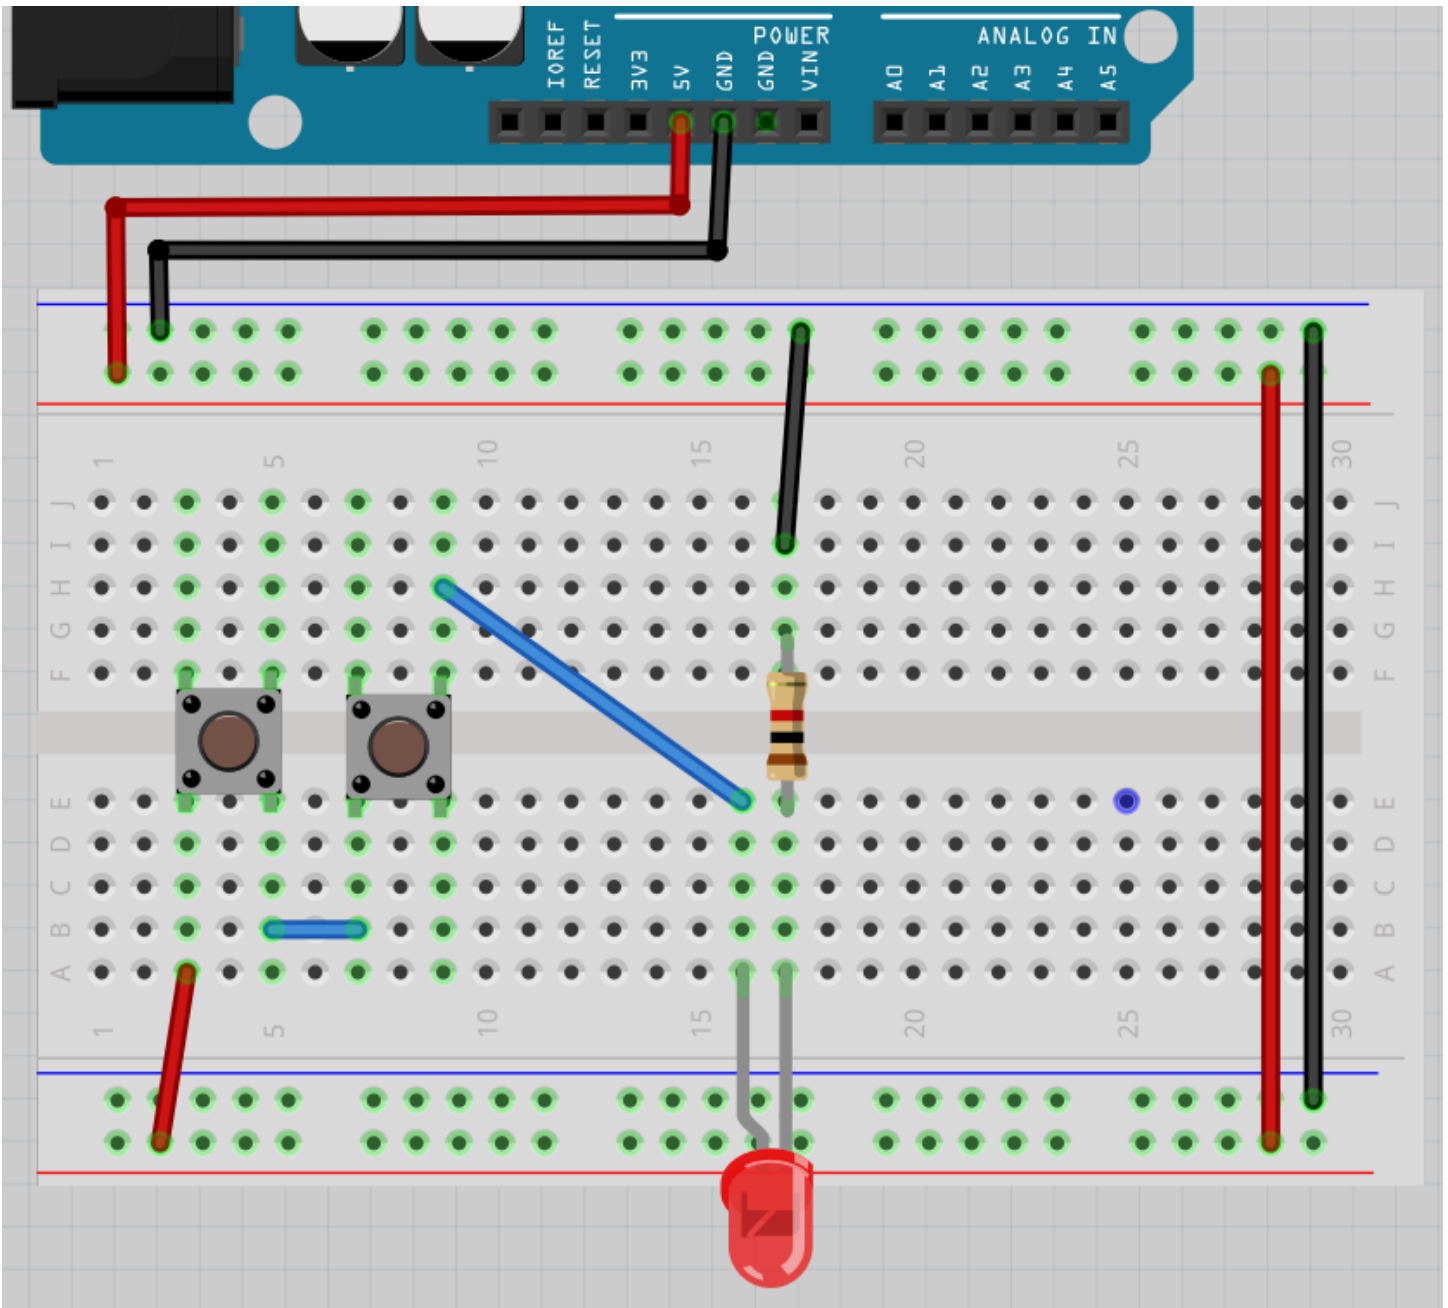 POWER
ANALOG IN
IOREF RESET 3V3 5V GND GND VIN A0 A1 A2 A3 A4 A5
1 5 10 15 20 25 30
J J
I I
H H
G G
F F
E E
D D
C C
B B
A A
1 5 10 15 20 25 30